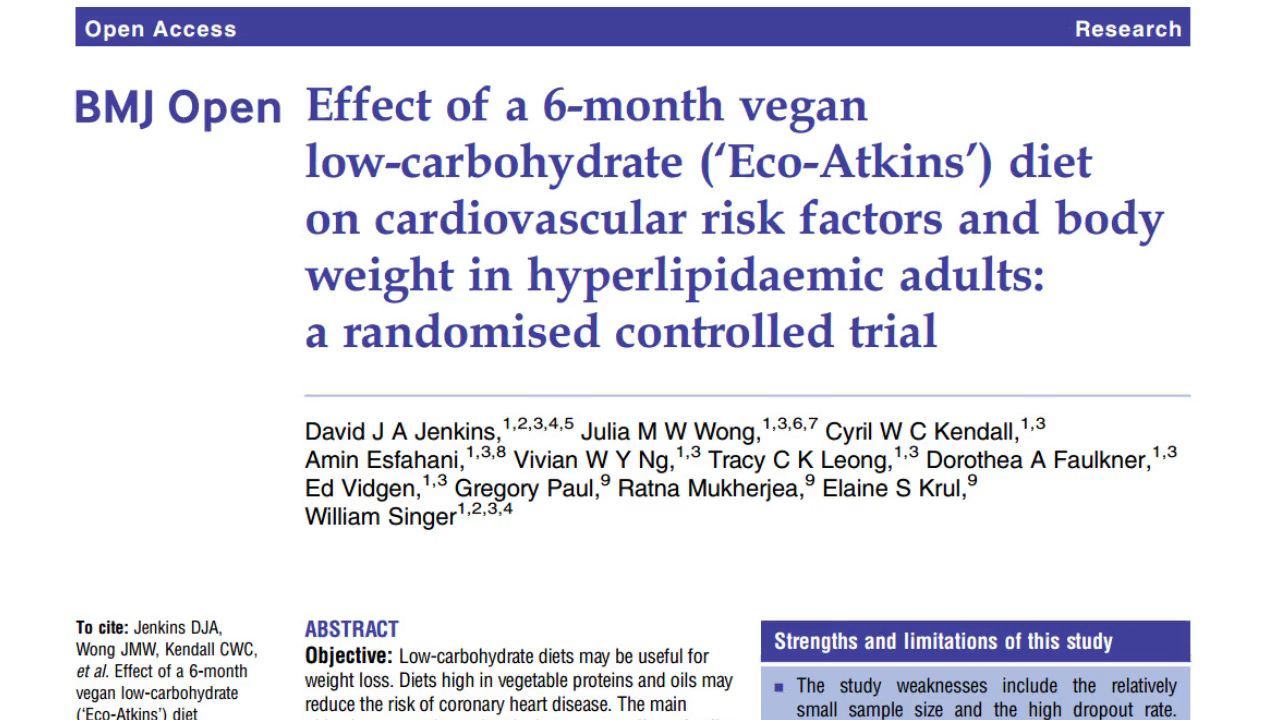 Open Access
Research
BMJ Open
Effect of a 6-month vegan
low-carbohydrate (‘Eco-Atkins’) diet
on cardiovascular risk factors and body
weight in hyperlipidaemic adults:
a randomised controlled trial
David J A Jenkins,1,2,3,4,5 Julia M W Wong,1,3,6,7 Cyril W C Kendall,1,3
Amin Esfahani,1,3,8 Vivian W Y Ng,1,3 Tracy C K Leong,1,3 Dorothea A Faulkner,1,3
Ed Vidgen,1,3 Gregory Paul,9 Ratna Mukherjea,9 Elaine S Krul,9
William Singer1,2,3,4
To cite: Jenkins DJA,
Wong JMW, Kendall CWC,
et al. Effect of a 6-month
vegan low-carbohydrate
(‘Eco-Atkins’) diet
ABSTRACT
Objective: Low-carbohydrate diets may be useful for
weight loss. Diets high in vegetable proteins and oils may
reduce the risk of coronary heart disease. The main
Strengths and limitations of this study
▪ The study weaknesses include the relatively
small sample size and the high dropout rate.